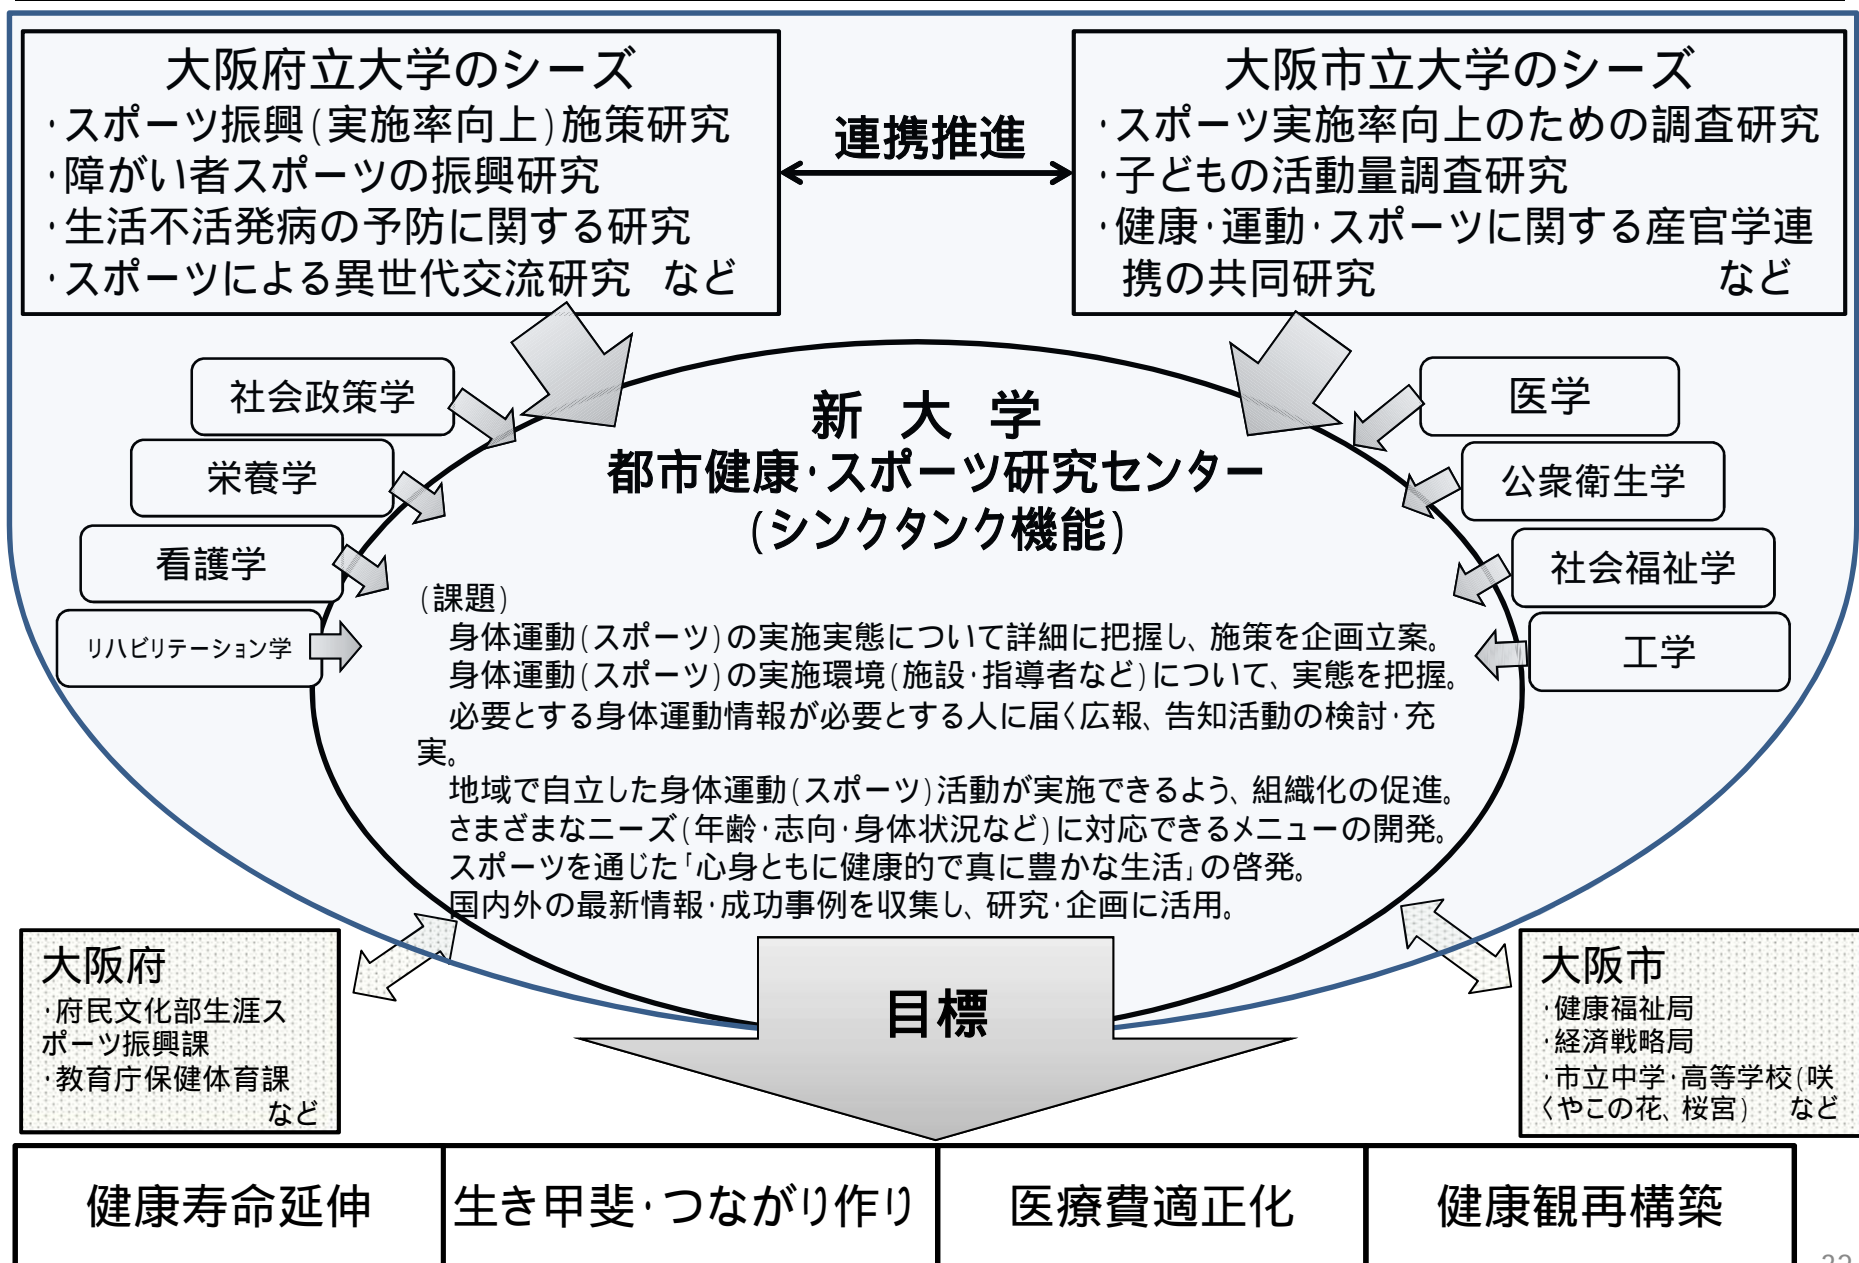 大阪府立大学のシーズ
・スポーツ振興(実施率向上)施策研究
・障がい者スポーツの振興研究
・生活不活発病の予防に関する研究
・スポーツによる異世代交流研究　など
連携推進
大阪市立大学のシーズ
・スポーツ実施率向上のための調査研究
・子どもの活動量調査研究
・健康・運動・スポーツに関する産官学連
携の共同研究　など
社会政策学
栄養学
看護学
リハビリテーション学
医学
公衆衛生学
社会福祉学
工学
新 大 学
都市健康・スポーツ研究センター
(シンクタンク機能)
(課題)
身体運動(スポーツ)の実施実態について詳細に把握し、施策を企画立案。
身体運動(スポーツ)の実施環境(施設・指導者など)について、実態を把握。
必要とする身体運動情報が必要とする人に届く広報、告知活動の検討・充
実。
地域で自立した身体運動(スポーツ)活動が実施できるよう、組織化の促進。
さまざまなニーズ(年齢・志向・身体状況など)に対応できるメニューの開発。
スポーツを通じた「心身ともに健康的で真に豊かな生活」の啓発。
国内外の最新情報・成功事例を収集し、研究・企画に活用。
大阪府
・府民文化部生涯ス
ポーツ振興課
・教育庁保健体育課
など
目標
大阪市
・健康福祉局
・経済戦略局
・市立中学・高等学校(咲
くやこの花、桜宮)　など
健康寿命延伸
生き甲斐・つながり作り
医療費適正化
健康観再構築